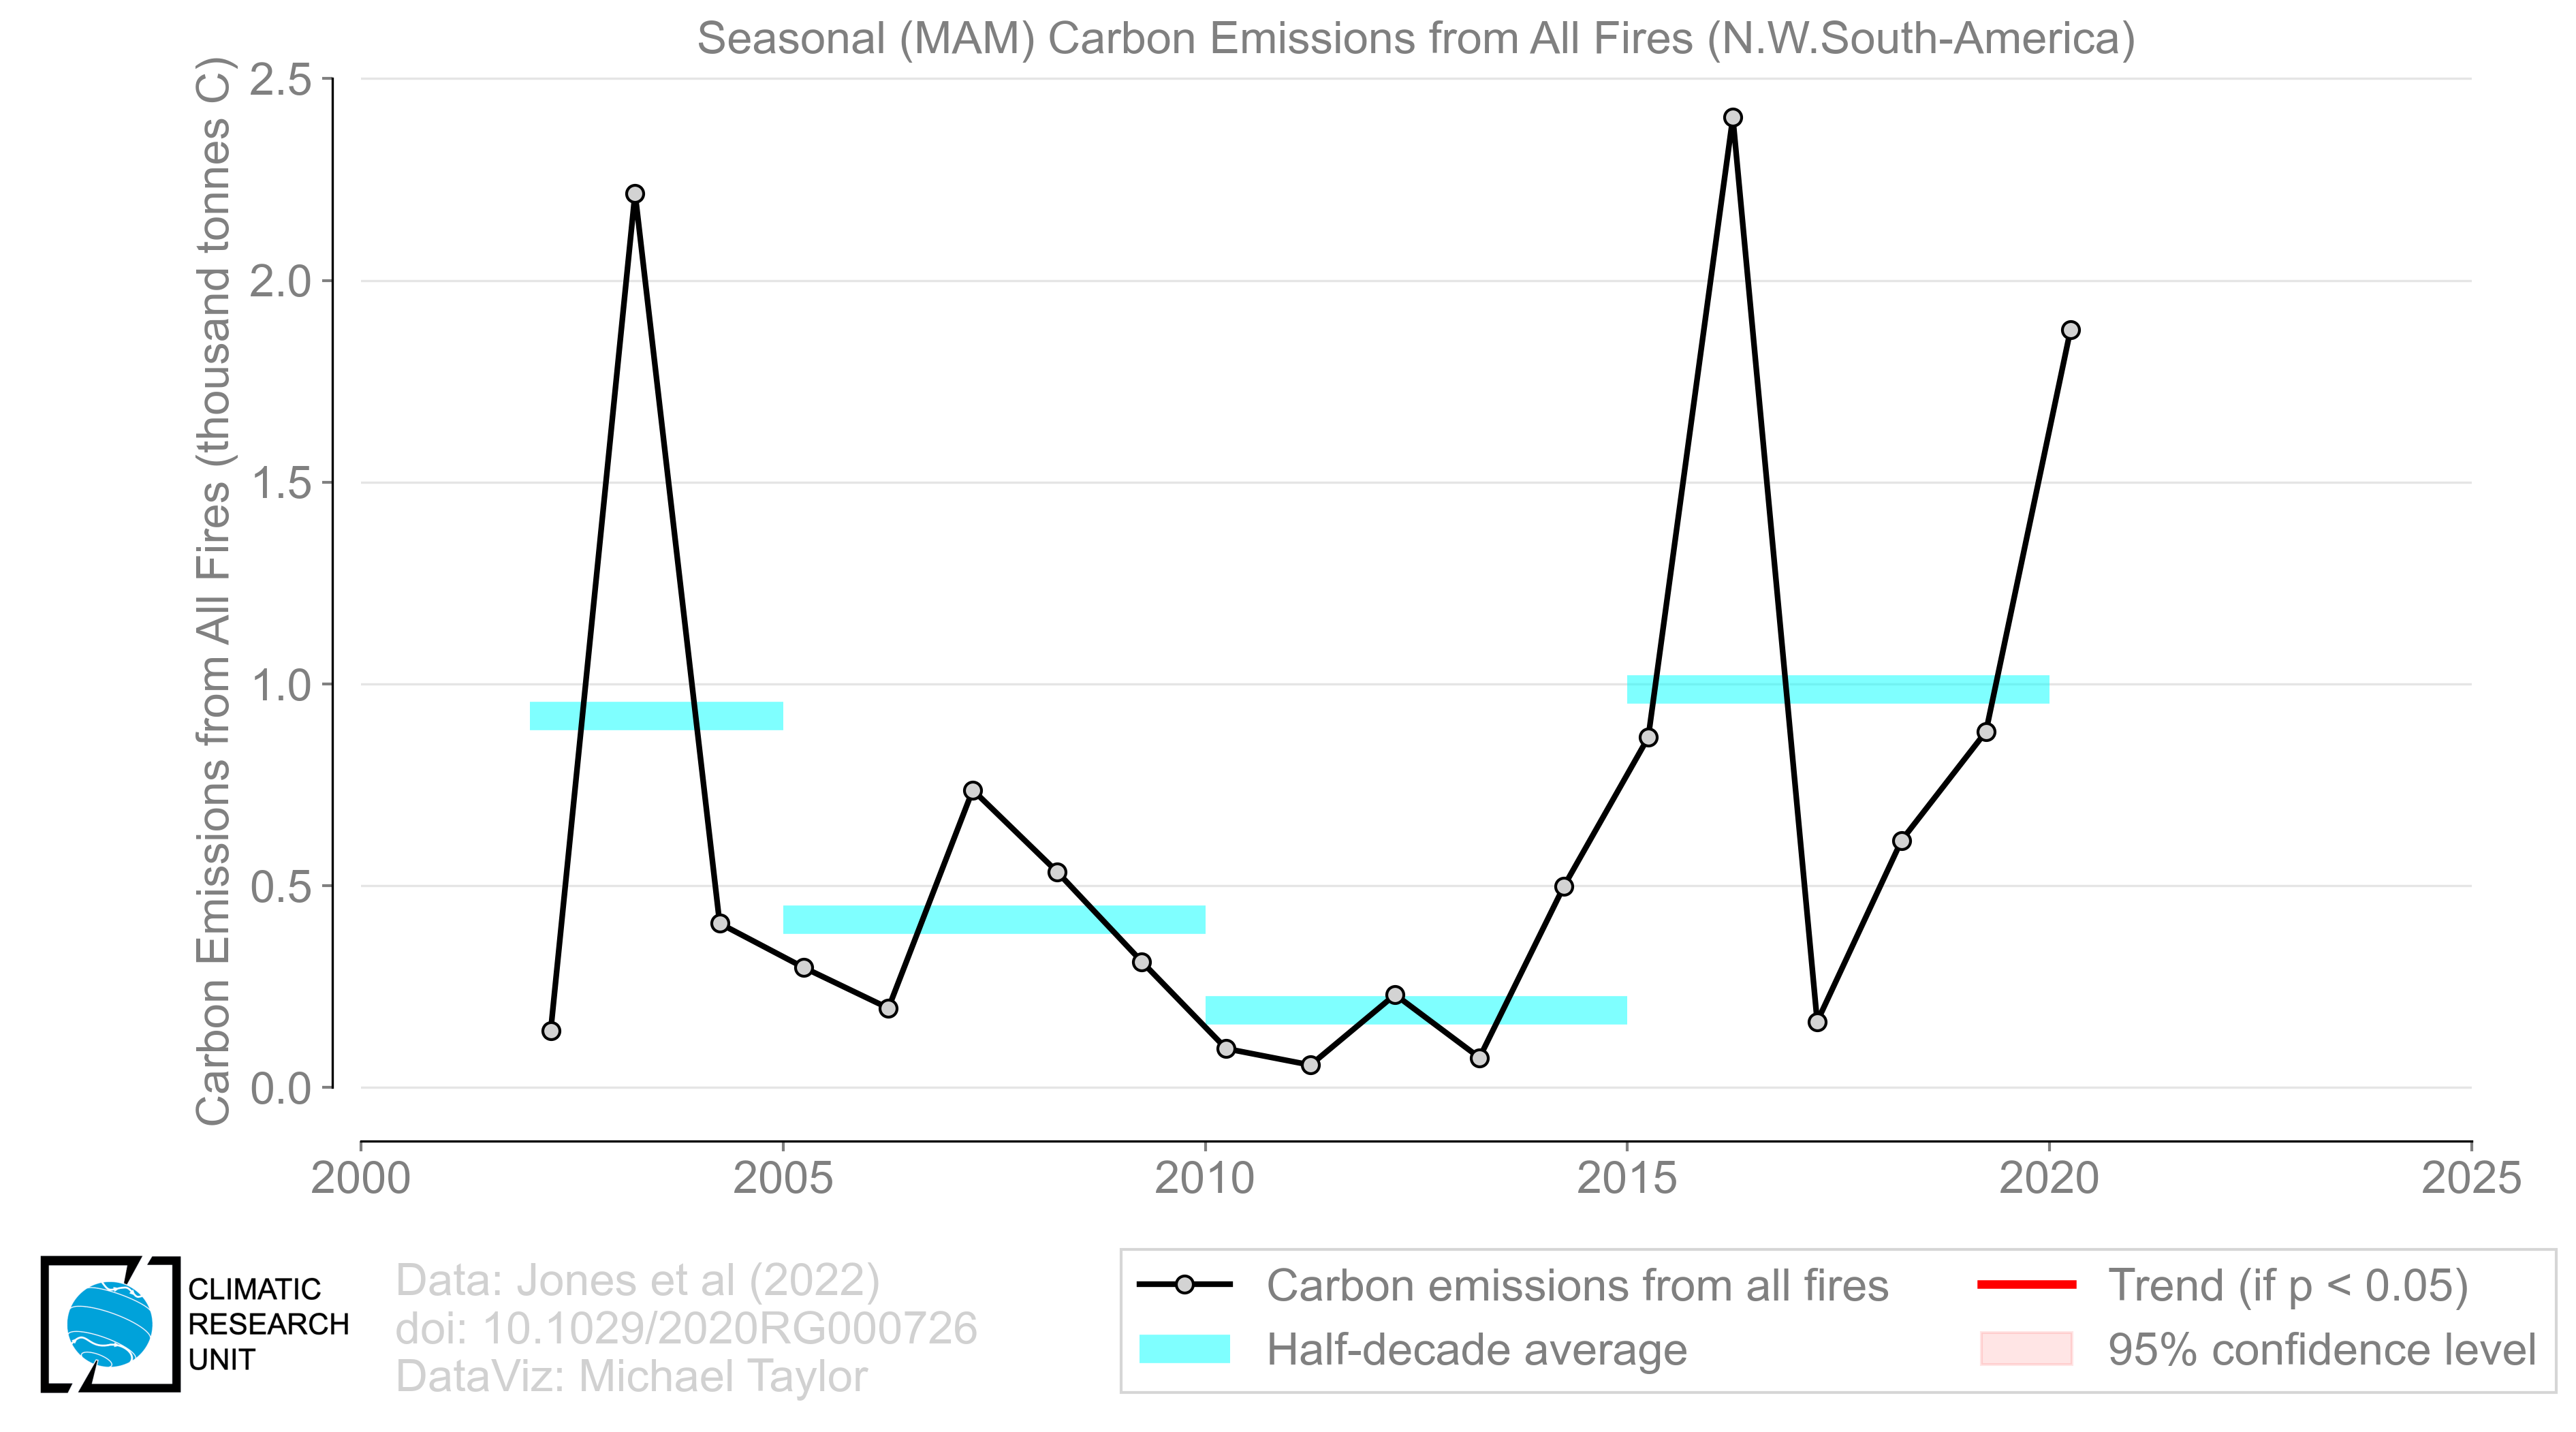 Seasonal (MAM) Carbon Emissions from All Fires (N.W.South-America)
Carbon Emissions from All Fires (thousand tonnes C)
2.5
2.0
1.5
1.0
0.5
0.0
2000
2005
2010
2015
2020
2025
CLIMATIC
RESEARCH
UNIT
Data: Jones et al (2022)
doi: 10.1029/2020RG000726
DataViz: Michael Taylor
Carbon emissions from all fires
Half-decade average
Trend (if p < 0.05)
95% confidence level